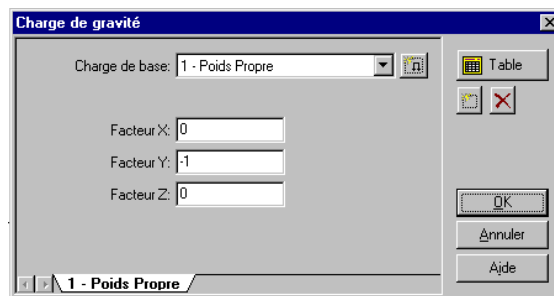 Charge de gravité
Charge de base: 1 - Poids Propre
Table
Facteur X: 0
Facteur Y: -1
Facteur Z: 0
OK
Annuler
Aide
1 - Poids Propre